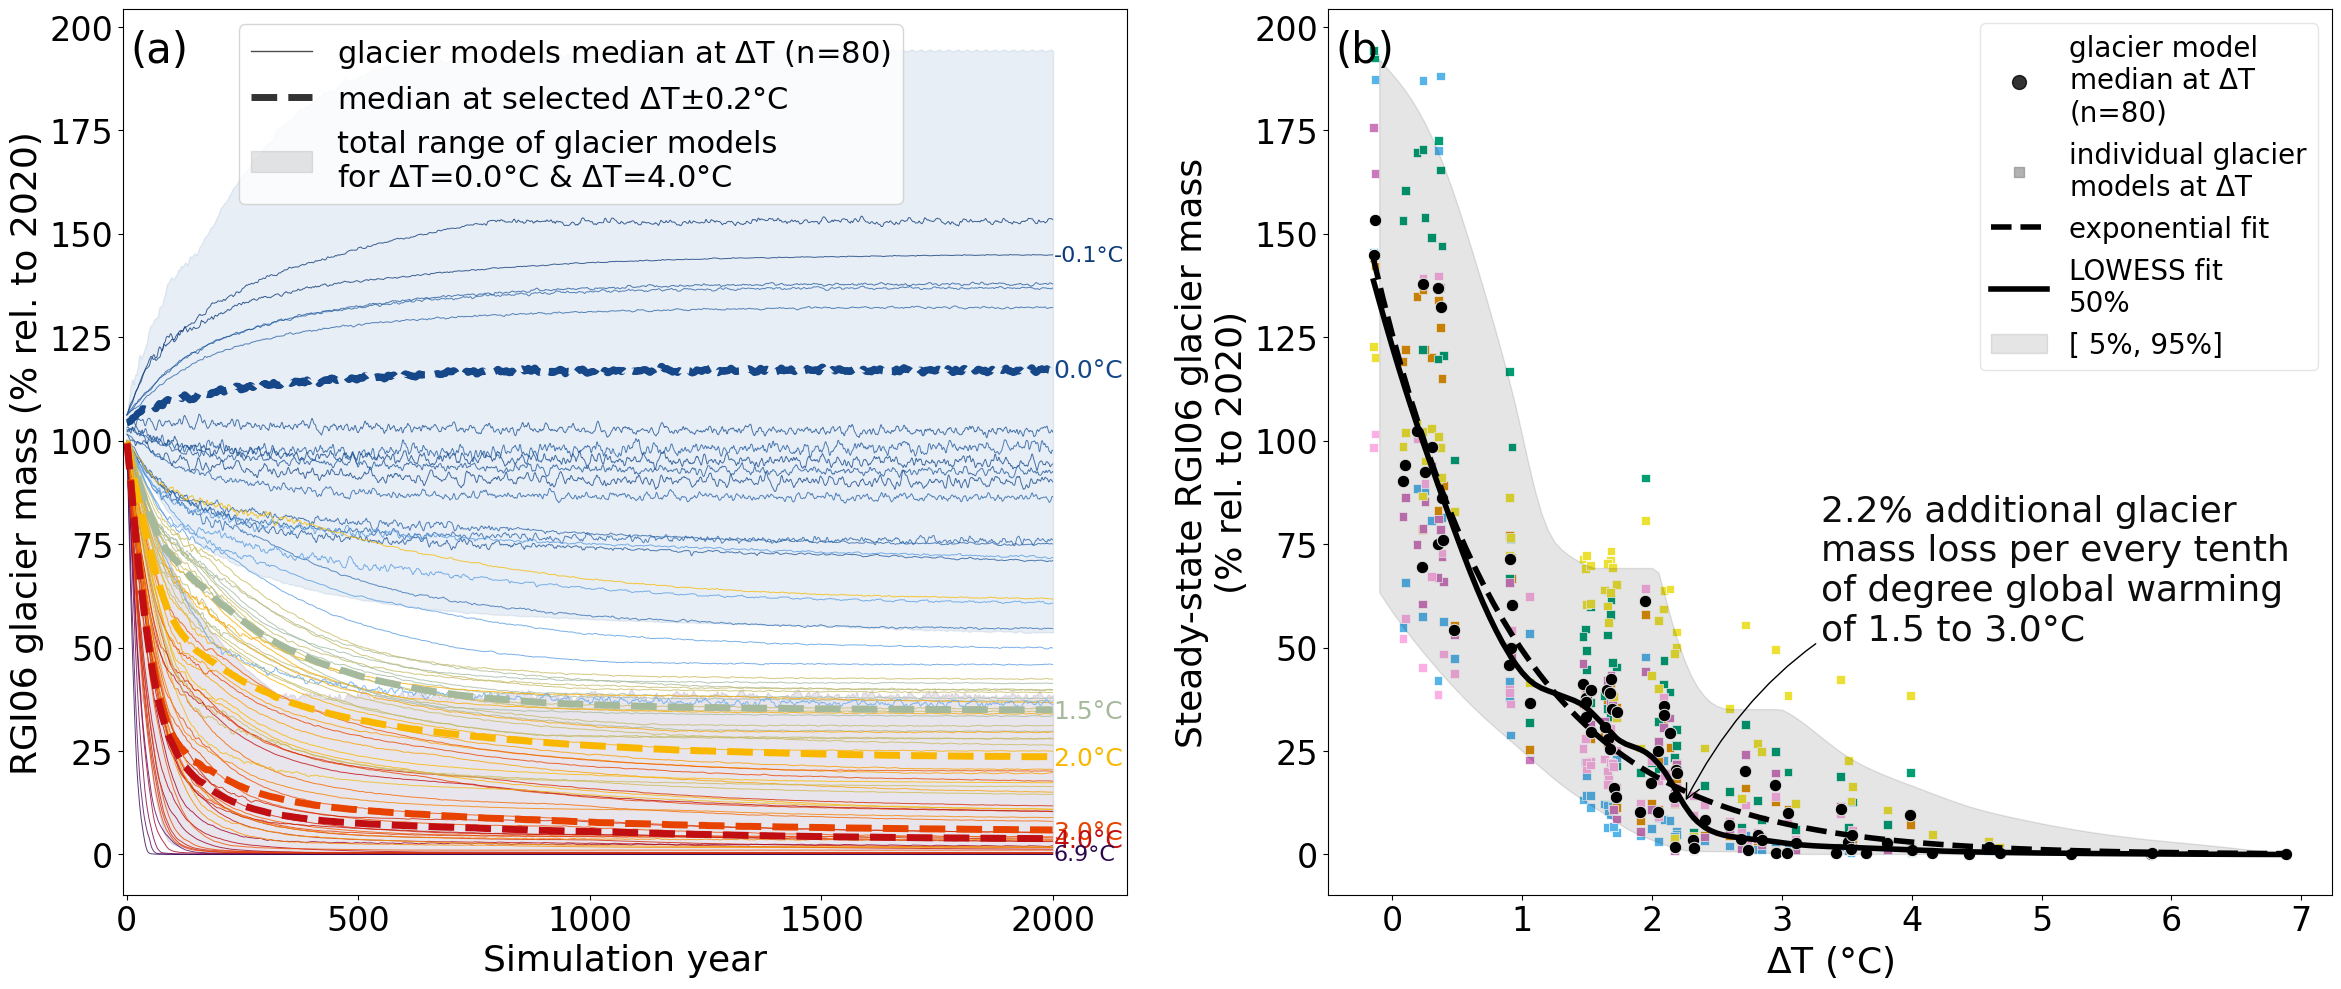 (a)
glacier models median at ΔT (n=80)
median at selected ΔT±0.2°C
total range of glacier models
for ΔT=0.0°C & ΔT=4.0°C
RGI06 glacier mass (% rel. to 2020)
200
175
150
125
100
75
50
25
0
-0.1°C
0.0°C
1.5°C
2.0°C
3.0°C
4.0°C
6.9°C
0 500 1000 1500 2000
Simulation year
(b)
glacier model
median at ΔT
(n=80)
individual glacier
models at ΔT
exponential fit
LOWESS fit
50%
[ 5%, 95%]
Steady-state RGI06 glacier mass
(% rel. to 2020)
200
175
150
125
100
75
50
25
0
2.2% additional glacier
mass loss per every tenth
of degree global warming
of 1.5 to 3.0°C
0 1 2 3 4 5 6 7
ΔT (°C)